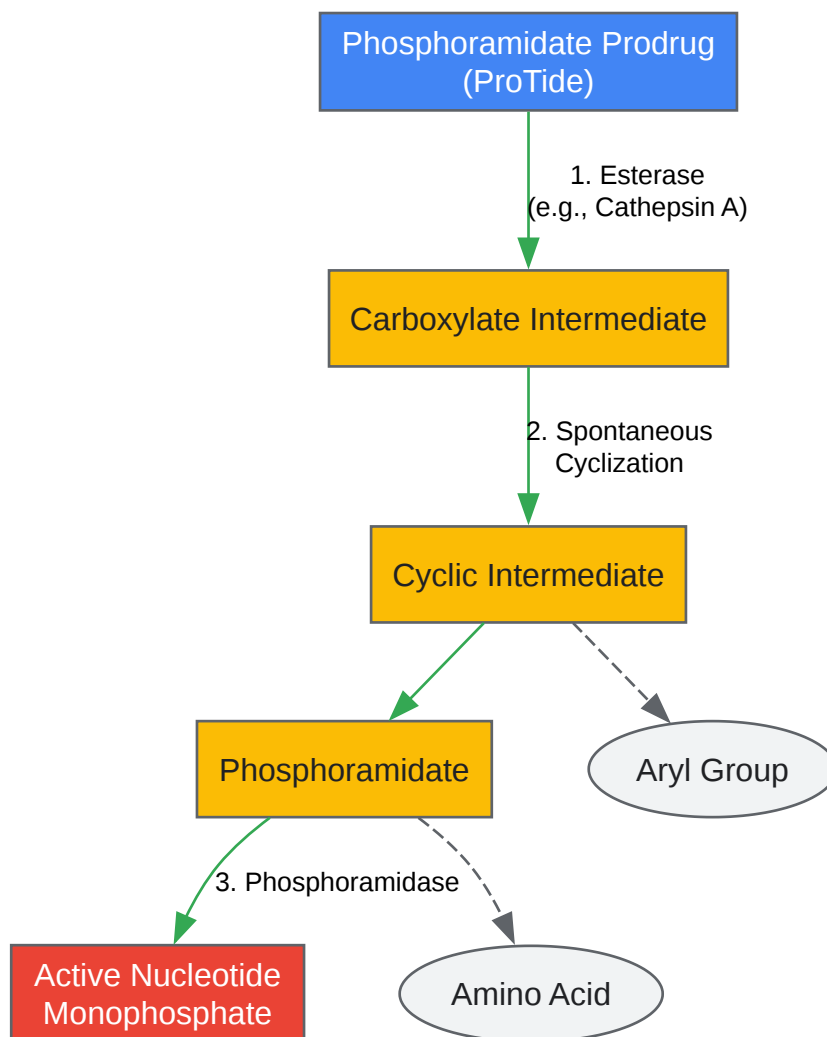 Phosphoramidate Prodrug
(ProTide)
1. Esterase
(e.g., Cathepsin A)
Carboxylate Intermediate
2. Spontaneous
Cyclization
Cyclic Intermediate
Phosphoramidate
Aryl Group
3. Phosphoramidase
Active Nucleotide
Monophosphate
Amino Acid